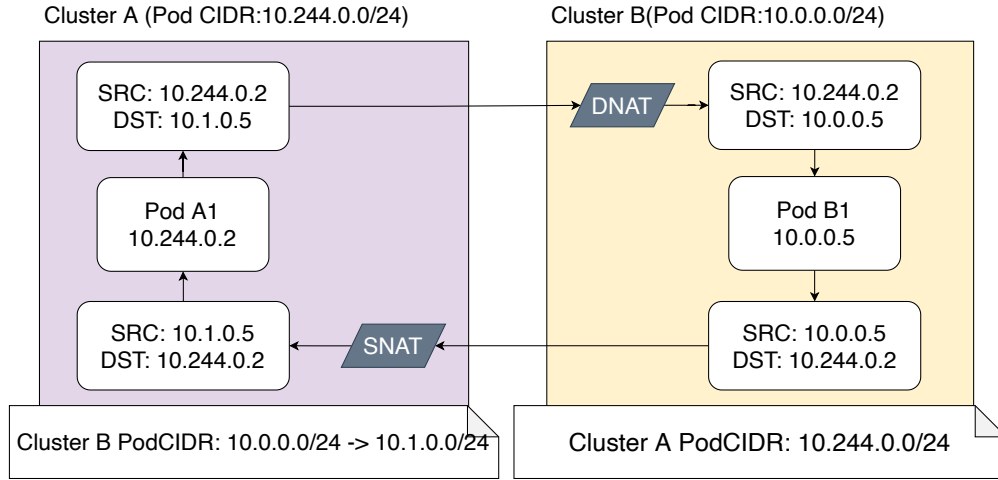 Cluster A (Pod CIDR:10.244.0.0/24)
Cluster B(Pod CIDR:10.0.0.0/24)
SRC: 10.244.0.2
DST: 10.1.0.5
DNAT
SRC: 10.244.0.2
DST: 10.0.0.5
Pod A1
10.244.0.2
Pod B1
10.0.0.5
SRC: 10.1.0.5
DST: 10.244.0.2
SNAT
SRC: 10.0.0.5
DST: 10.244.0.2
Cluster B PodCIDR: 10.0.0.0/24 -> 10.1.0.0/24
Cluster A PodCIDR: 10.244.0.0/24